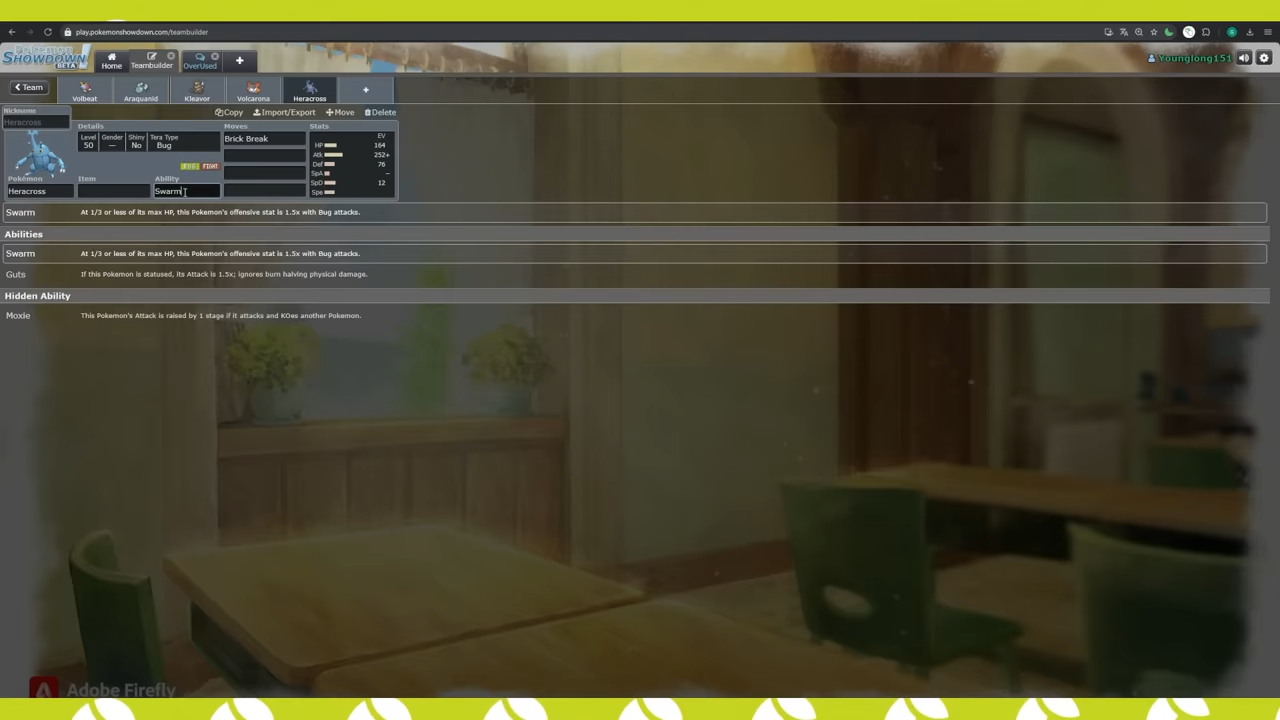 play.pokemonshowdown.com/teambuilder
Pokémon
SHOWDOWN!
BETA
Home
Teambuilder
OverUsed
Younglong151
Team
Volbeat
Araquanid
Kleavor
Volcarona
Heracross
Copy
Import/Export
Move
Delete
Nickname
Heracross
Details
Level
50
Gender
—
Shiny
No
Tera Type
Bug
BUG
FIGHT
Pokémon
Heracross
Item
Ability
Swarm
Moves
Brick Break
Stats
EV
HP 164
Atk 252+
Def 76
SpA –
SpD 12
Spe
Swarm At 1/3 or less of its max HP, this Pokemon's offensive stat is 1.5x with Bug attacks.
Abilities
Swarm At 1/3 or less of its max HP, this Pokemon's offensive stat is 1.5x with Bug attacks.
Guts If this Pokemon is statused, its Attack is 1.5x; ignores burn halving physical damage.
Hidden Ability
Moxie This Pokemon's Attack is raised by 1 stage if it attacks and KOes another Pokemon.
Adobe Firefly